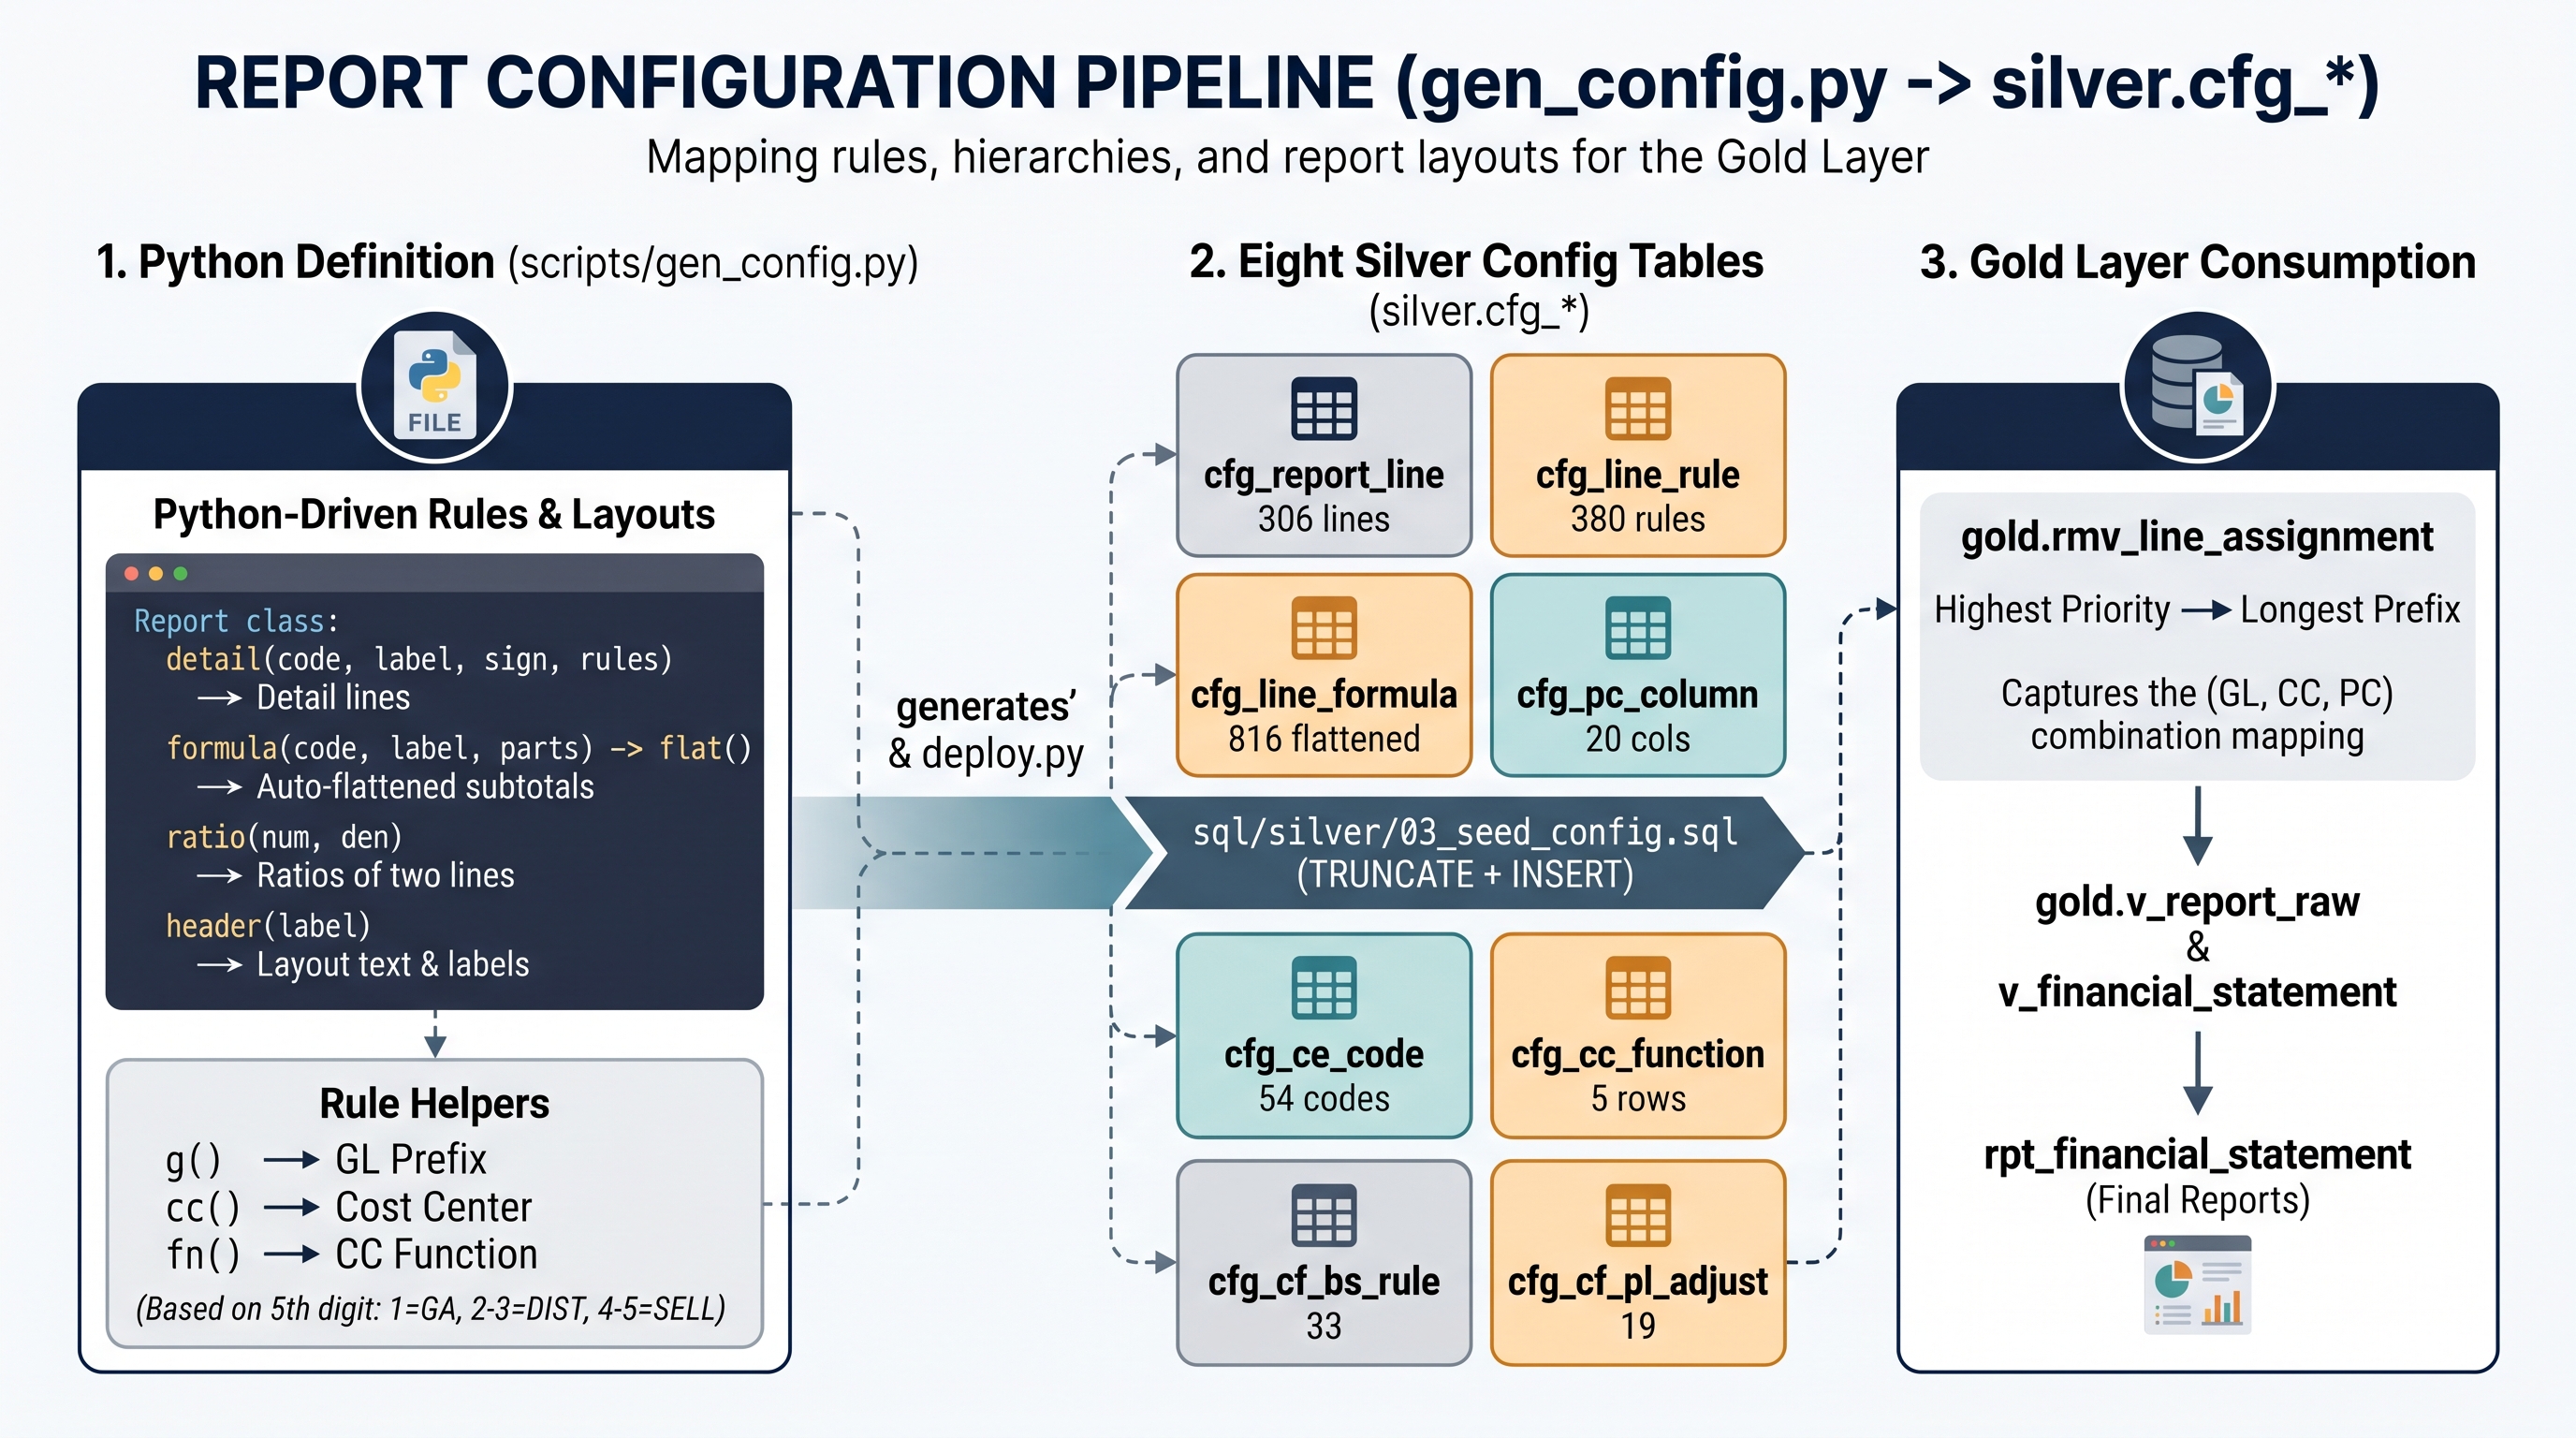 REPORT CONFIGURATION PIPELINE (gen_config.py -> silver.cfg_*)
Mapping rules, hierarchies, and report layouts for the Gold Layer
1. Python Definition (scripts/gen_config.py)
FILE
Python-Driven Rules & Layouts
Report class:
detail(code, label, sign, rules)
→ Detail lines
formula(code, label, parts) -> flat()
→ Auto-flattened subtotals
ratio(num, den)
→ Ratios of two lines
header(label)
→ Layout text & labels
Rule Helpers
g() → GL Prefix
cc() → Cost Center
fn() → CC Function
(Based on 5th digit: 1=GA, 2-3=DIST, 4-5=SELL)
generates’
& deploy.py
2. Eight Silver Config Tables
(silver.cfg_*)
cfg_report_line
306 lines
cfg_line_rule
380 rules
cfg_line_formula
816 flattened
cfg_pc_column
20 cols
sql/silver/03_seed_config.sql
(TRUNCATE + INSERT)
cfg_ce_code
54 codes
cfg_cc_function
5 rows
cfg_cf_bs_rule
33
cfg_cf_pl_adjust
19
3. Gold Layer Consumption
gold.rmv_line_assignment
Highest Priority → Longest Prefix
Captures the (GL, CC, PC)
combination mapping
gold.v_report_raw
&
v_financial_statement
rpt_financial_statement
(Final Reports)